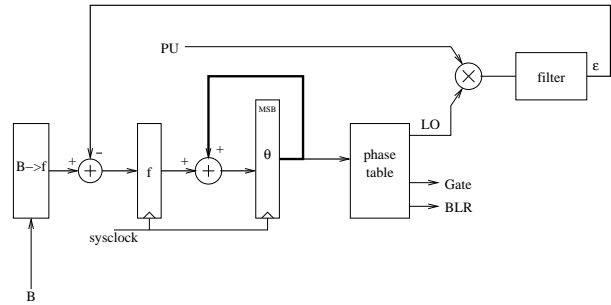 ε
PU
filter
MSB
LO
− 
+
+
+
B−>f
+
f
+
θ
phase
table
Gate
BLR
sysclock
B